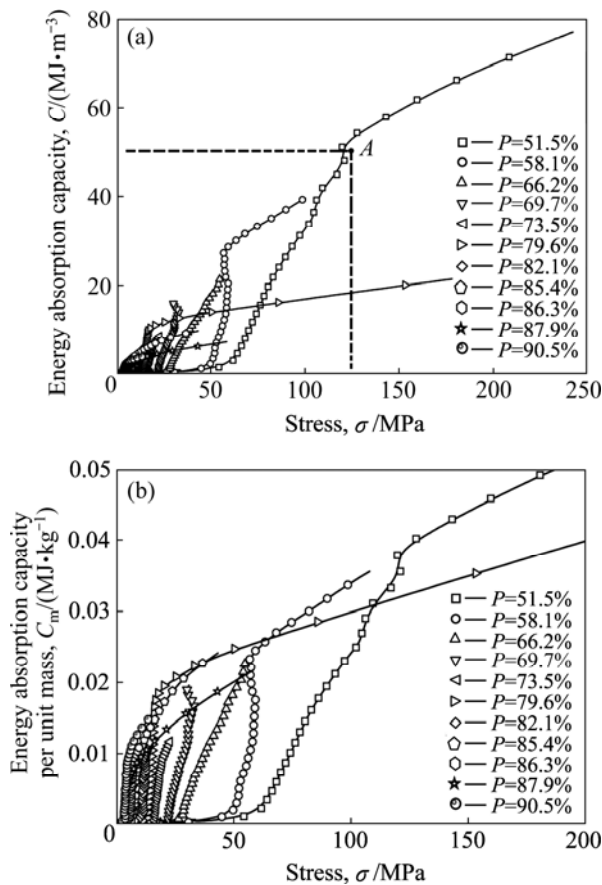 (a)
Energy absorption capacity, C/(MJ•m⁻³)
80
60
40
20
0
50
100
150
200
250
Stress, σ /MPa
A
P=51.5%
P=58.1%
P=66.2%
P=69.7%
P=73.5%
P=79.6%
P=82.1%
P=85.4%
P=86.3%
P=87.9%
P=90.5%
(b)
Energy absorption capacity
per unit mass, Cₘ/(MJ•kg⁻¹)
0.05
0.04
0.03
0.02
0.01
0
50
100
150
200
Stress, σ /MPa
P=51.5%
P=58.1%
P=66.2%
P=69.7%
P=73.5%
P=79.6%
P=82.1%
P=85.4%
P=86.3%
P=87.9%
P=90.5%